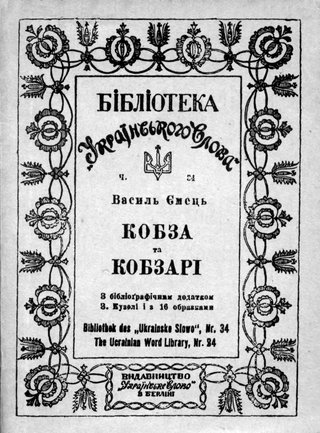 БІБЛІОТЕКА
„Українського Слова"
Ч. 34
Василь Ємець
КОБЗА
та
КОБЗАРІ
З бібліоґрафічним додатком
З. Кузелі і з 16 образками
Bibliothek des „Ukrainske Slowo", Nr. 34
The Ucrainian Word Library, Nr. 34
ВИДАВНИЦТВО
„Українське Слово"
В БЕРЛІНІ